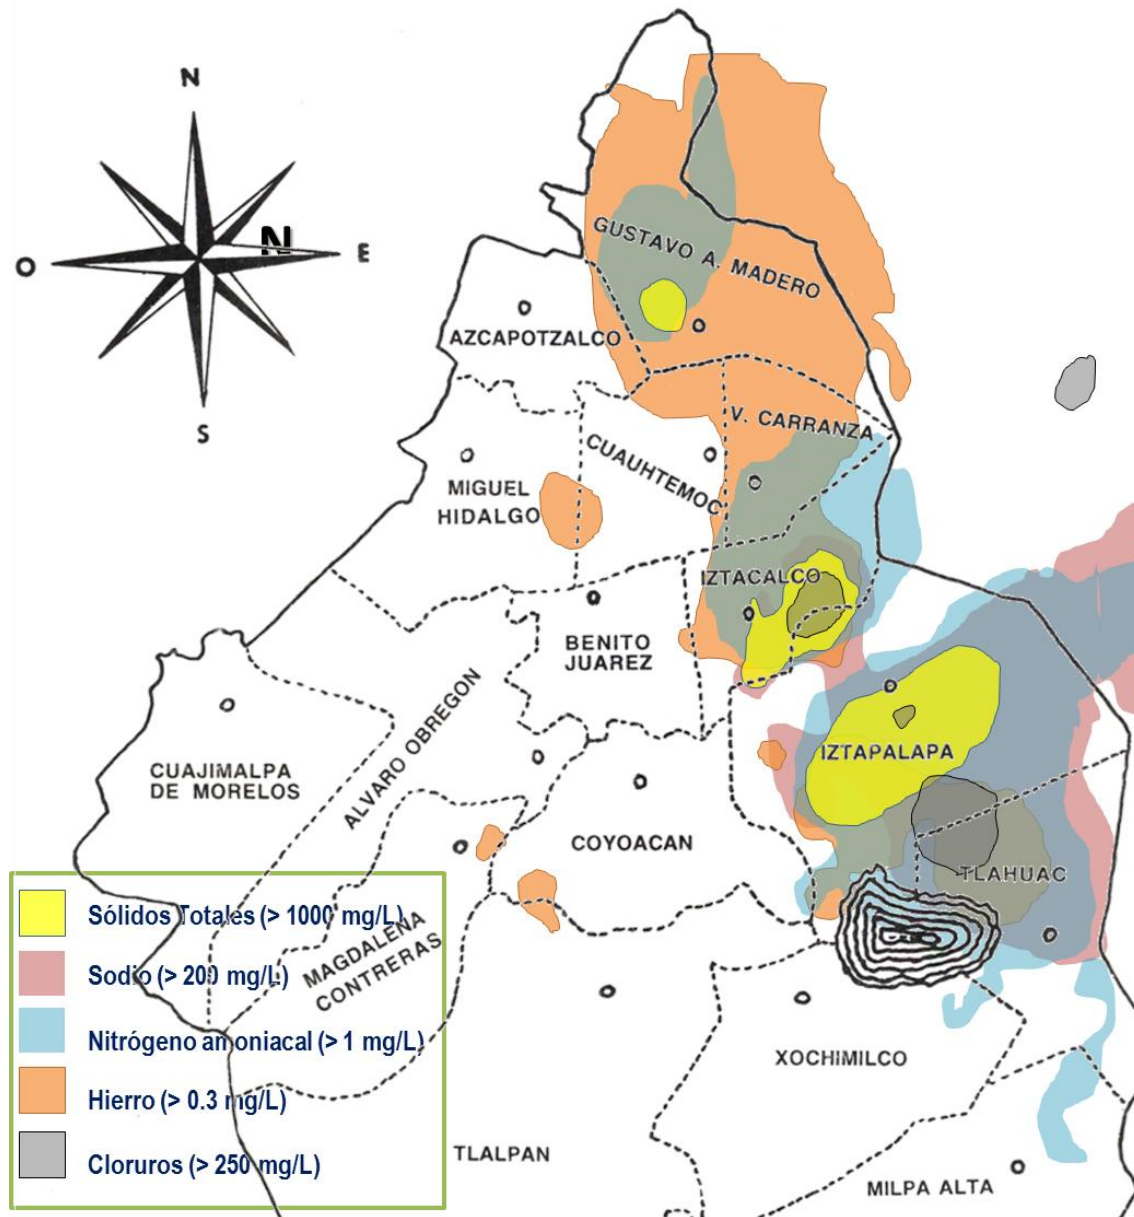 N
N
O
E
S
GUSTAVO A. MADERO
AZCAPOTZALCO
V. CARRANZA
CUAUHTEMOC
MIGUEL
HIDALGO
IZTACALCO
BENITO
JUAREZ
ALVARO OBREGON
CUAJIMALPA
DE MORELOS
IZTAPALAPA
COYOACAN
TLAHUAC
MAGDALENA
CONTRERAS
XOCHIMILCO
TLALPAN
MILPA ALTA
Sólidos Totales (> 1000 mg/L)
Sodio (> 200 mg/L)
Nitrógeno amoniacal (> 1 mg/L)
Hierro (> 0.3 mg/L)
Cloruros (> 250 mg/L)